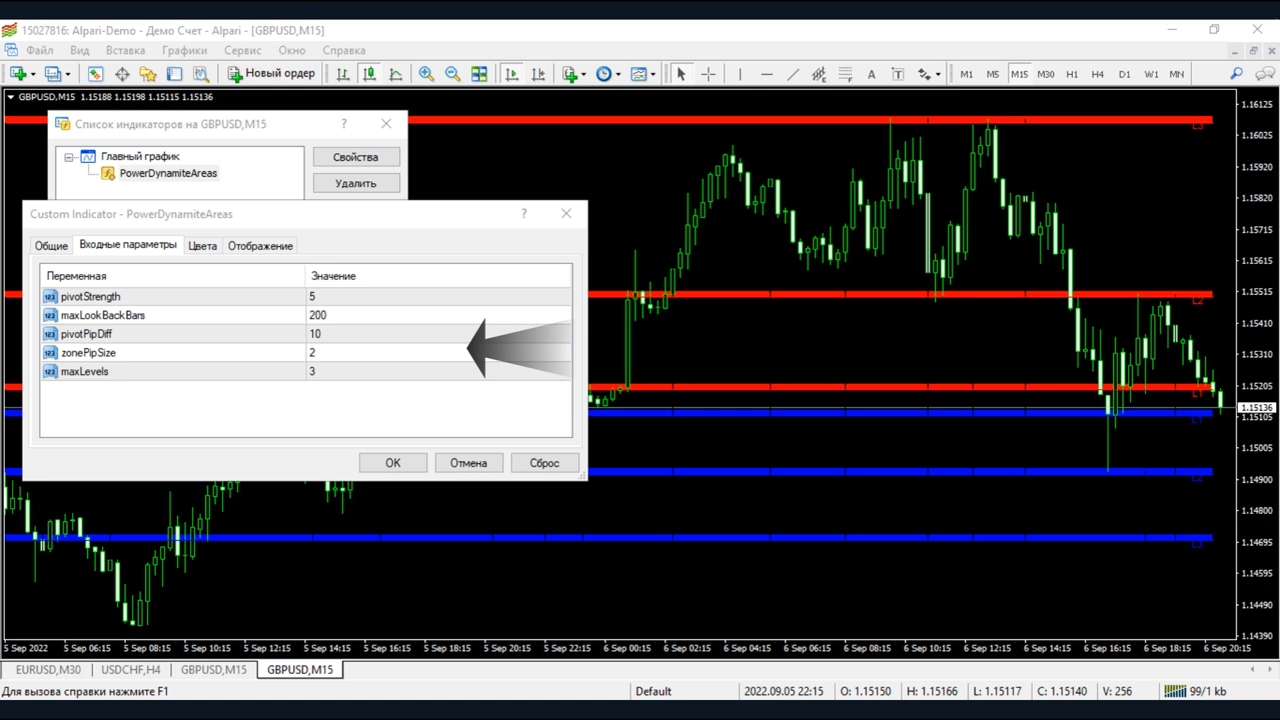 15027816: Alpari-Demo - Демо Счет - Alpari - [GBPUSD,M15]
Файл Вид Вставка Графики Сервис Окно Справка
Новый ордер M1 M5 M15 M30 H1 H4 D1 W1 MN
GBPUSD,M15 1.15188 1.15198 1.15115 1.15136
1.16125
Список индикаторов на GBPUSD,M15 ?
L3
1.16025
Главный график
Свойства
PowerDynamiteAreas
1.15920
Удалить
1.15820
Custom Indicator - PowerDynamiteAreas ?
1.15715
Общие Входные параметры Цвета Отображение
1.15615
Переменная Значение
pivotStrength 5
1.15515
L2
maxLookBackBars 200
1.15410
pivotPipDiff 10
zonePipSize 2
1.15310
maxLevels 3
1.15205
L1
1.15136
1.15105
L1
1.15005
OK Отмена Сброс
L2
1.14900
1.14800
L3
1.14695
1.14595
1.14490
1.14390
5 Sep 2022 5 Sep 06:15 5 Sep 08:15 5 Sep 10:15 5 Sep 12:15 5 Sep 14:15 5 Sep 16:15 5 Sep 18:15 5 Sep 20:15 5 Sep 22:15 6 Sep 00:15 6 Sep 02:15 6 Sep 04:15 6 Sep 06:15 6 Sep 08:15 6 Sep 10:15 6 Sep 12:15 6 Sep 14:15 6 Sep 16:15 6 Sep 18:15 6 Sep 20:15
EURUSD,M30 USDCHF,H4 GBPUSD,M15 GBPUSD,M15
Для вызова справки нажмите F1 Default 2022.09.05 22:15 O: 1.15150 H: 1.15166 L: 1.15117 C: 1.15140 V: 256 99/1 kb